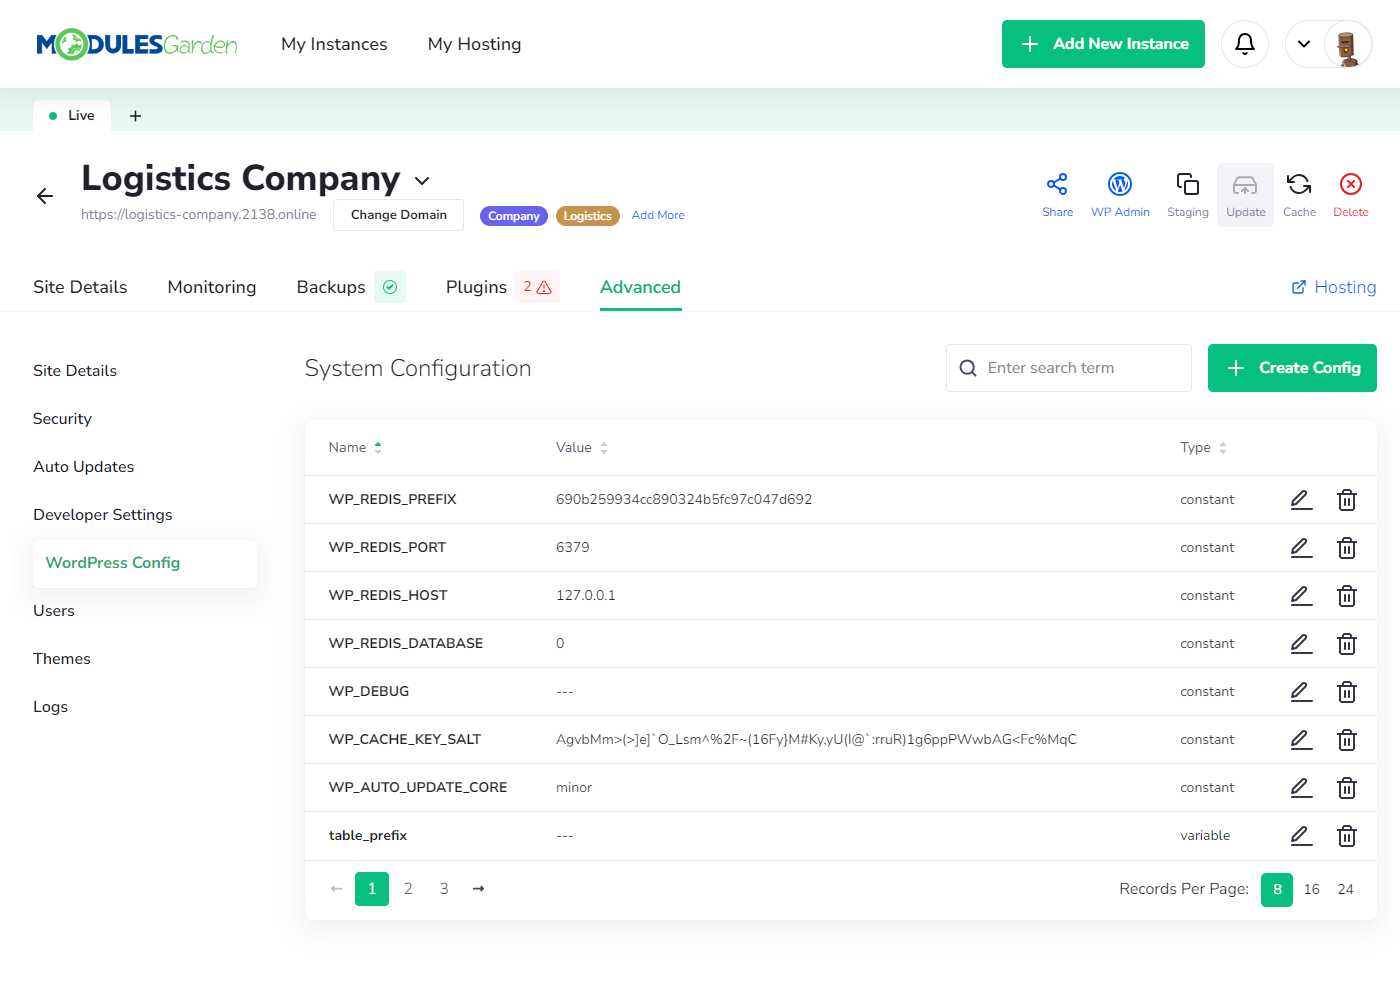 MODULESGarden My Instances My Hosting Add New Instance
Live +
Logistics Company
https://logistics-company.2138.online Change Domain Company Logistics Add More
Share WP Admin Staging Update Cache Delete
Site Details Monitoring Backups Plugins 2 Advanced Hosting
Site Details
Security
Auto Updates
Developer Settings
WordPress Config
Users
Themes
Logs
System Configuration Enter search term Create Config
Name Value Type
WP_REDIS_PREFIX 690b259934cc890324b5fc97c047d692 constant
WP_REDIS_PORT 6379 constant
WP_REDIS_HOST 127.0.0.1 constant
WP_REDIS_DATABASE 0 constant
WP_DEBUG --- constant
WP_CACHE_KEY_SALT AgvbMm>(>]e]`O_Lsm^%2F~(16Fy}M#Ky,yU(I@`:rruR)1g6ppPWwbAG<Fc%MqC constant
WP_AUTO_UPDATE_CORE minor constant
table_prefix --- variable
← 1 2 3 → Records Per Page: 8 16 24